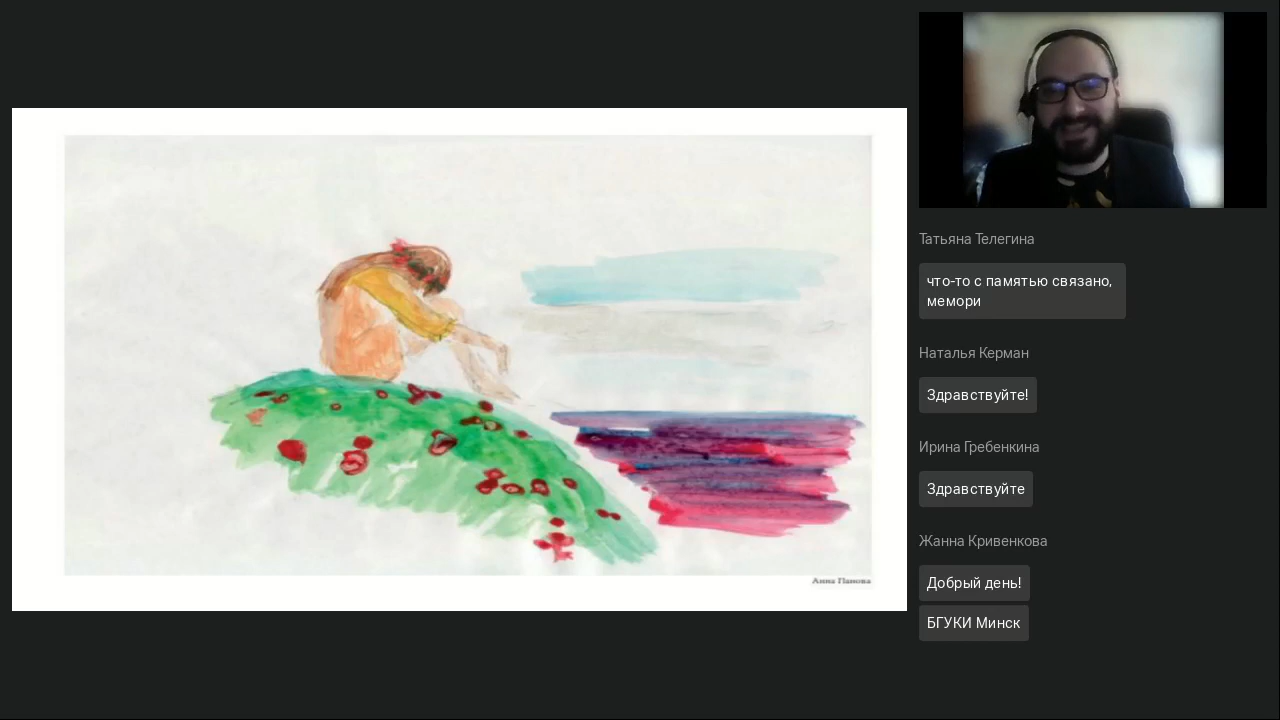 Анна Панова
Татьяна Телегина
что-то с памятью связано,
мемори
Наталья Керман
Здравствуйте!
Ирина Гребенкина
Здравствуйте
Жанна Кривенкова
Добрый день!
БГУКИ Минск